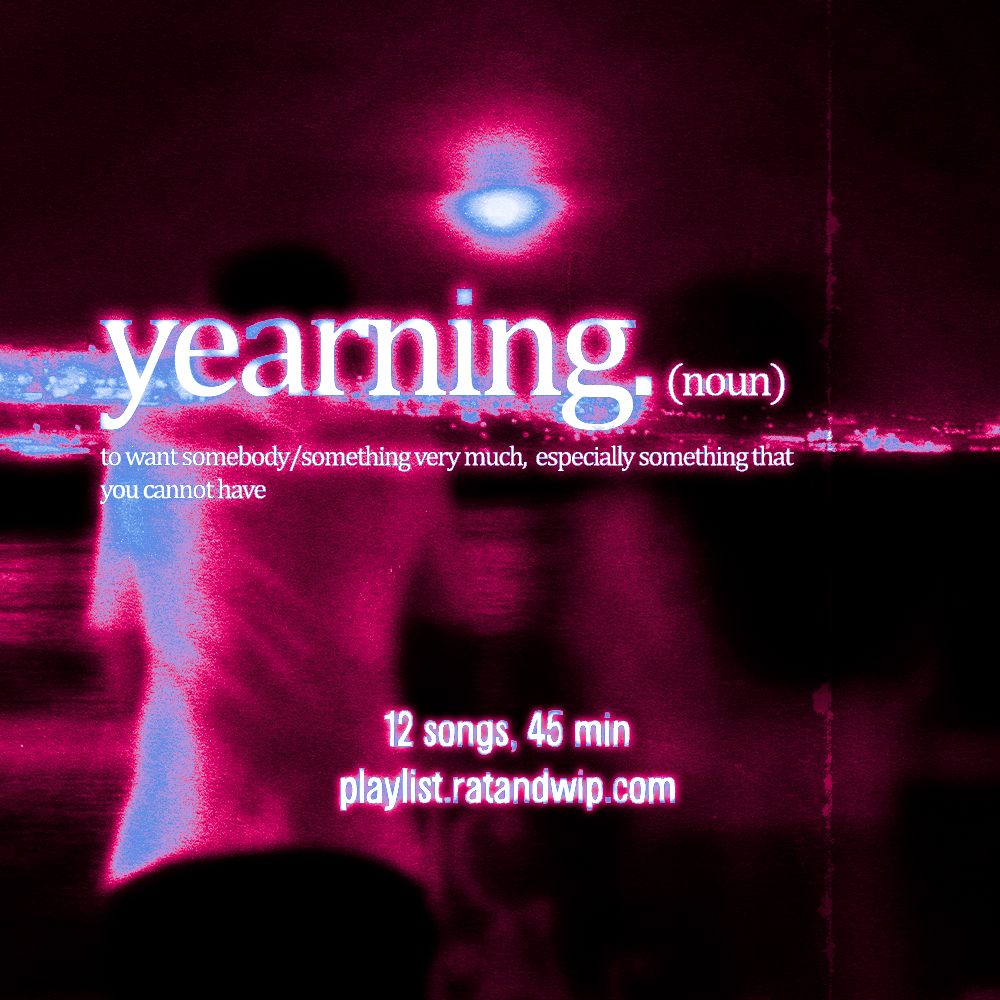 yearning. (noun)
to want somebody/something very much, especially something that
you cannot have
12 songs, 45 min
playlist.ratandwip.com